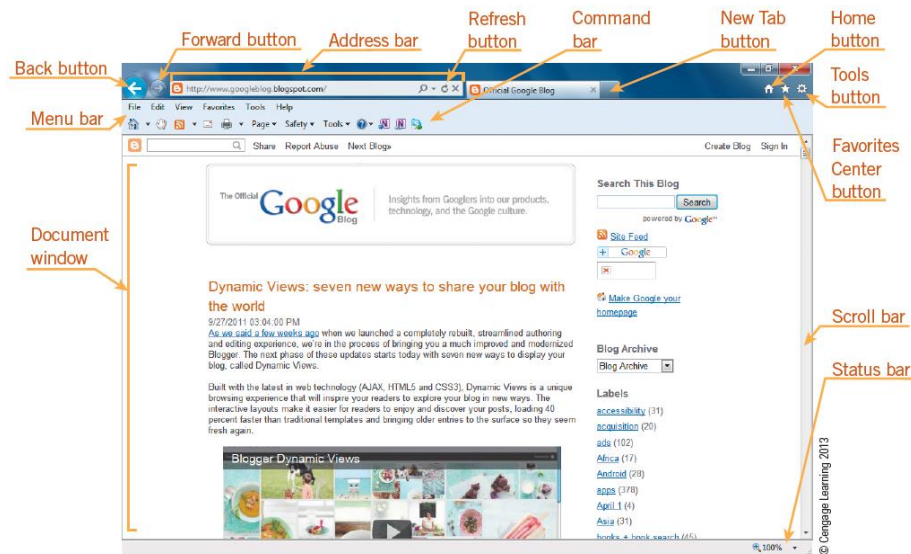 Forward button
Address bar
Refresh
button
Command
bar
New Tab
button
Home
button
Back button
Tools
button
Menu bar
Favorites
Center
button
Document
window
Scroll bar
Status bar
http://www.googleblog.blogspot.com/
Official Google Blog
File Edit View Favorites Tools Help
Page Safety Tools
Share Report Abuse Next Blog»
Create Blog Sign In
The Official Google Blog
Insights from Googlers into our products,
technology, and the Google culture.
Search This Blog
Search
powered by Google™
Site Feed
Google
Make Google your
homepage
Dynamic Views: seven new ways to share your blog with
the world
9/27/2011 03:04:00 PM
As we said a few weeks ago when we launched a completely rebuilt, streamlined authoring
and editing experience, we're in the process of bringing you a much improved and modernized
Blogger. The next phase of these updates starts today with seven new ways to display your
blog, called Dynamic Views.
Built with the latest in web technology (AJAX, HTML5 and CSS3), Dynamic Views is a unique
browsing experience that will inspire your readers to explore your blog in new ways. The
interactive layouts make it easier for readers to enjoy and discover your posts, loading 40
percent faster than traditional templates and bringing older entries to the surface so they seem
fresh again.
Blogger Dynamic Views
Blog Archive
Blog Archive
Labels
accessibility (31)
acquisition (20)
ads (102)
Africa (17)
Android (28)
apps (378)
April 1 (4)
Asia (31)
books + book search (45)
100%
© Cengage Learning 2013